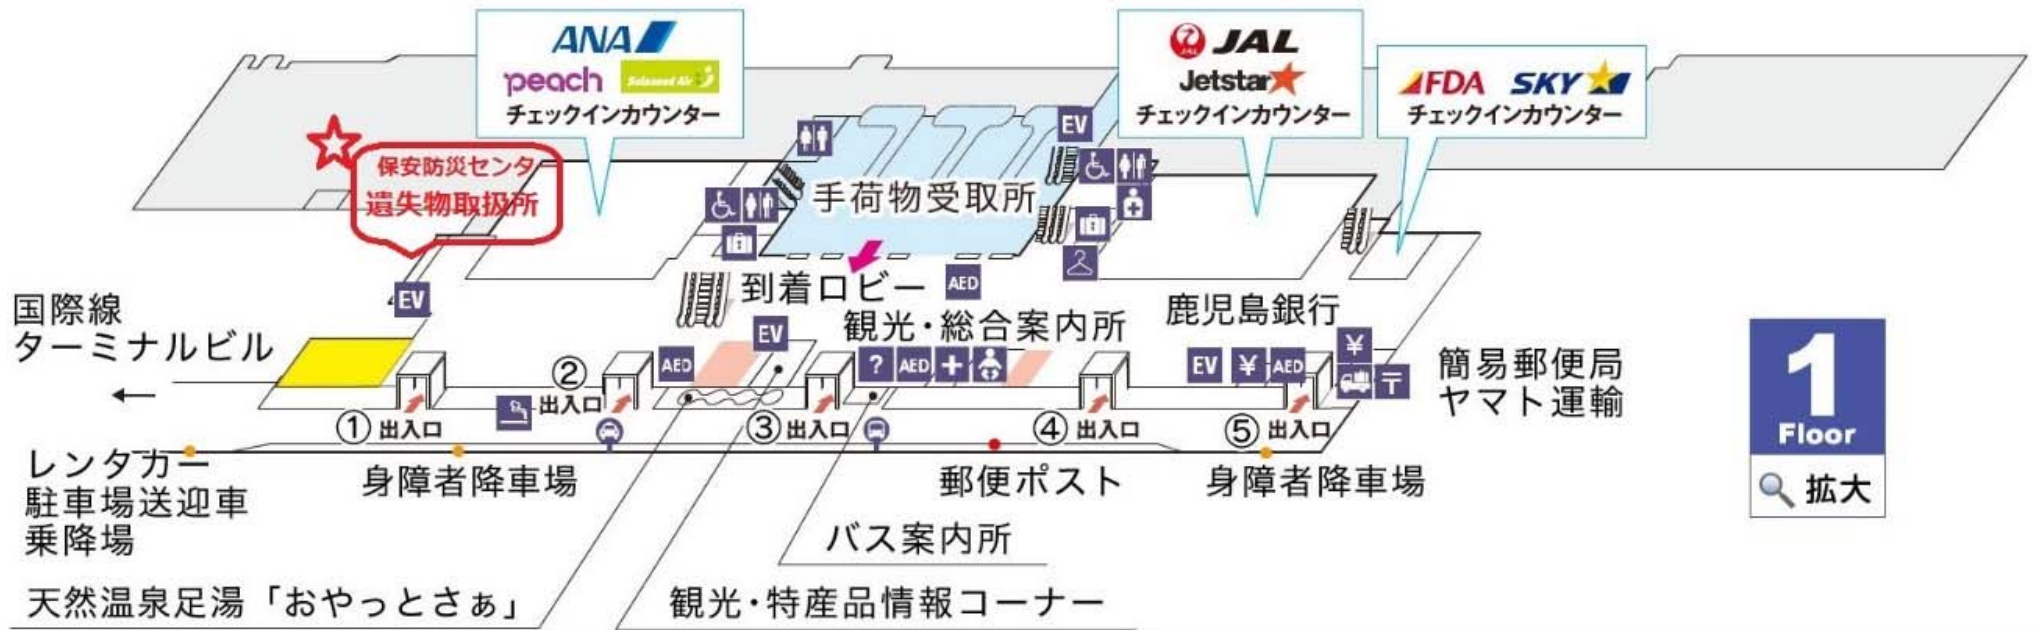 ANA
peach Solaseed Air
チェックインカウンター
JAL
JAL
Jetstar
チェックインカウンター
FDA SKY
チェックインカウンター
保安防災センタ
遺失物取扱所
EV
手荷物受取所
到着ロビー
AED
EV
国際線
ターミナルビル
←
観光・総合案内所
鹿児島銀行
EV
AED
? AED +
EV ¥ AED
¥
〒
簡易郵便局
ヤマト運輸
① 出入口
② 出入口
③ 出入口
④ 出入口
⑤ 出入口
レンタカー
駐車場送迎車
乗降場
身障者降車場
郵便ポスト
身障者降車場
バス案内所
天然温泉足湯「おやっとさぁ」
観光・特産品情報コーナー
1
Floor
拡大